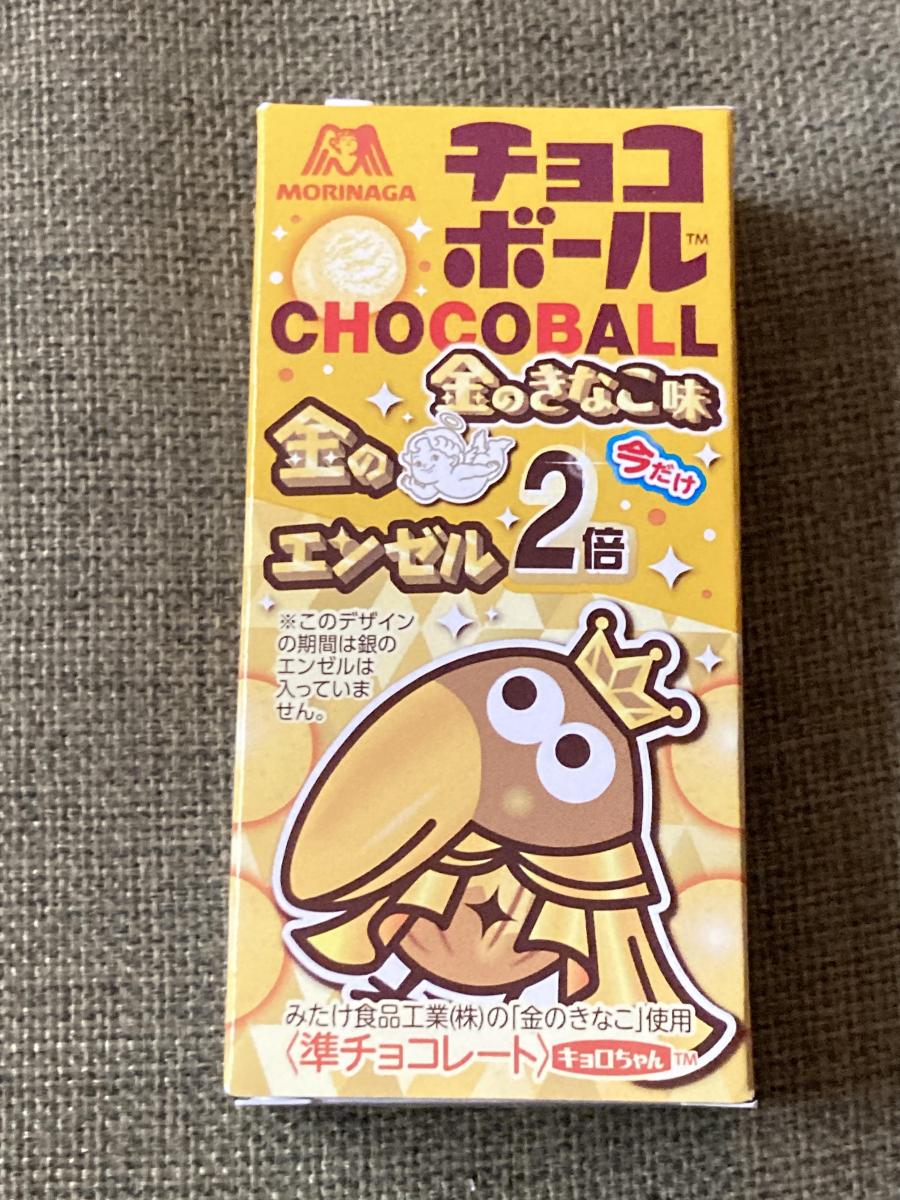 MORINAGA
チョコ
ボール™
CHOCOBALL
金のきなこ味
金の
エンゼル
2倍
今だけ
※このデザイン
の期間は銀の
エンゼルは
入っていま
せん。
みたけ食品工業(株)の「金のきなこ」使用
〈準チョコレート〉キョロちゃん™